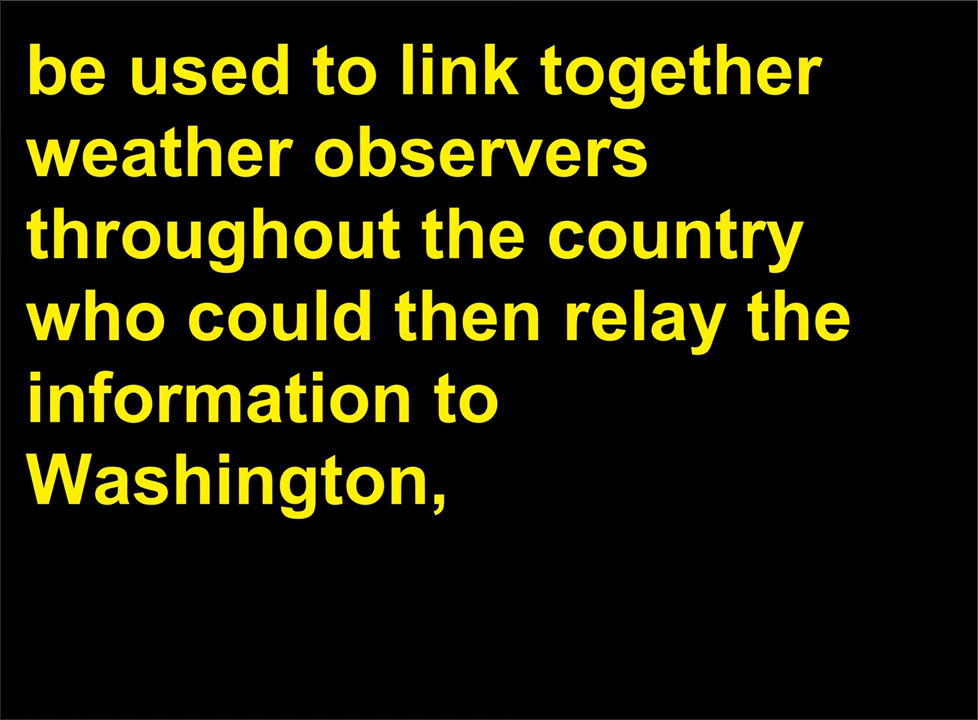 be used to link together
weather observers
throughout the country
who could then relay the
information to
Washington,